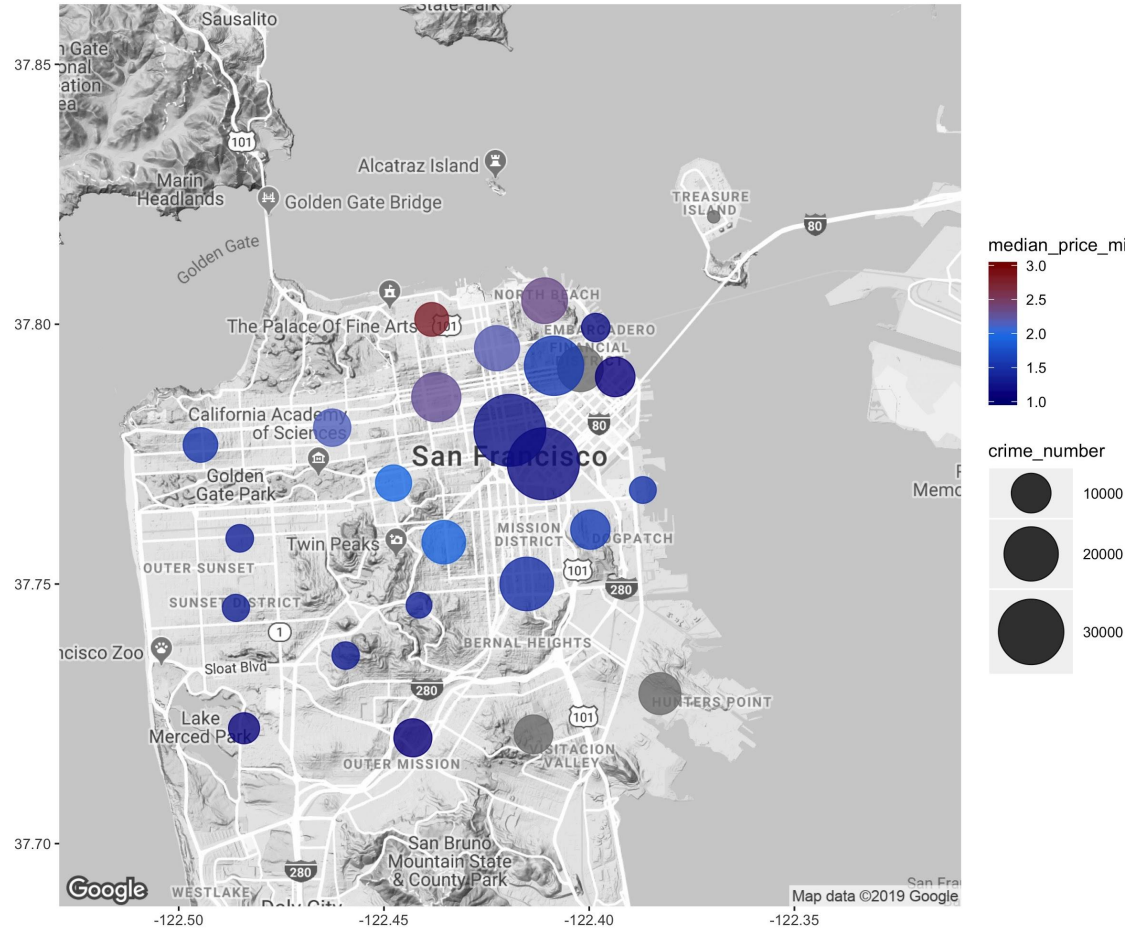 State Park
Sausalito
n Gate
onal
eation
ea
37.85
101
Alcatraz Island
Marin
Headlands
Golden Gate Bridge
TREASURE
ISLAND
80
Golden Gate
NORTH BEACH
37.80
The Palace Of Fine Arts
101
EMBARCADERO
FINANCIAL
DISTRICT
California Academy
of Sciences
80
San Francisco
Golden
Gate Park
MISSION
DISTRICT
DOGPATCH
Twin Peaks
OUTER SUNSET
101
37.75
280
SUNSET DISTRICT
1
BERNAL HEIGHTS
ncisco Zoo
Sloat Blvd
280
HUNTERS POINT
Lake
Merced Park
101
OUTER MISSION
VISITACION
VALLEY
37.70
San Bruno
Mountain State
& County Park
280
WESTLAKE
Daly City
Google
San Fra
Map data ©2019 Google
-122.50
-122.45
-122.40
-122.35
median_price_mi
3.0
2.5
2.0
1.5
1.0
crime_number
10000
20000
30000
Memo